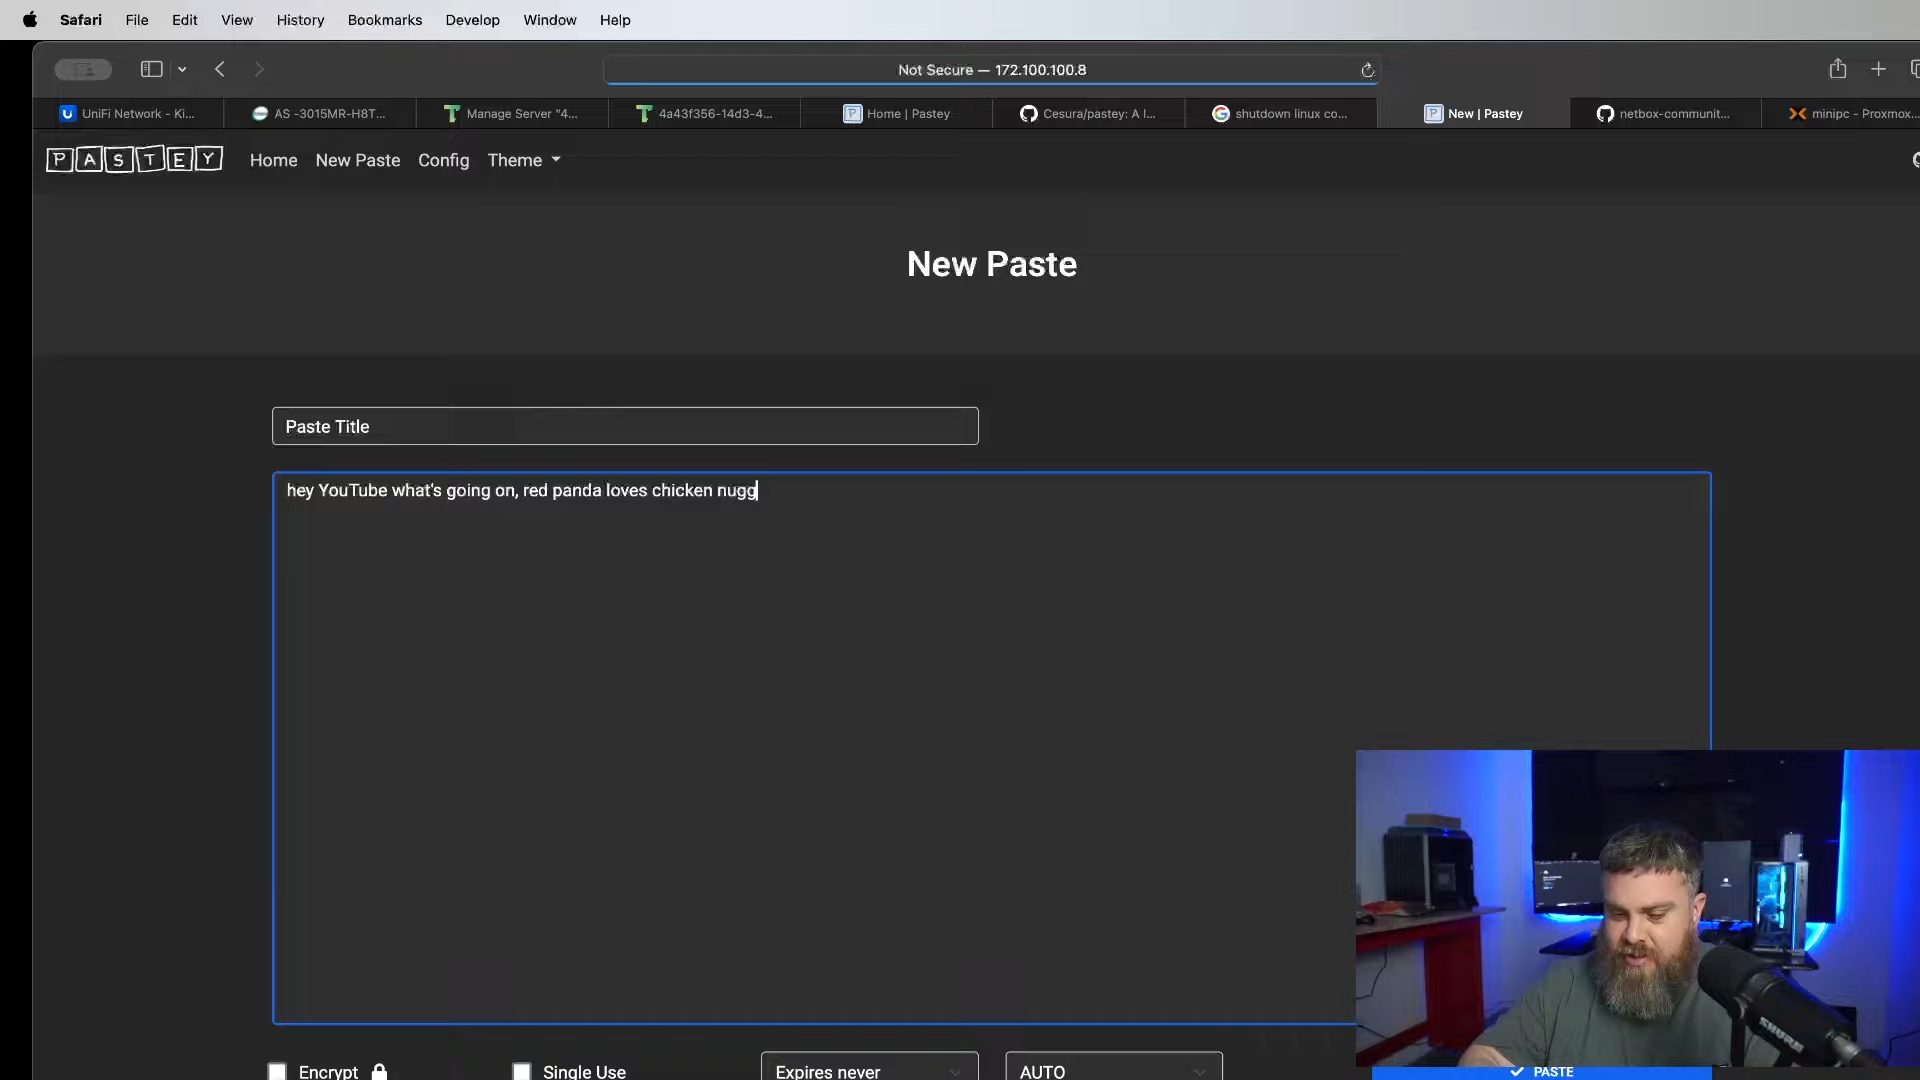 Safari File Edit View History Bookmarks Develop Window Help
Not Secure — 172.100.100.8
UniFi Network - Ki... AS -3015MR-H8T... Manage Server "4... 4a43f356-14d3-4... Home | Pastey Cesura/pastey: A l... shutdown linux co... New | Pastey netbox-communit... minipc - Proxmox...
PASTEY Home New Paste Config Theme
New Paste
Paste Title
hey YouTube what's going on, red panda loves chicken nugg
Encrypt Single Use Expires never AUTO PASTE
SHURE